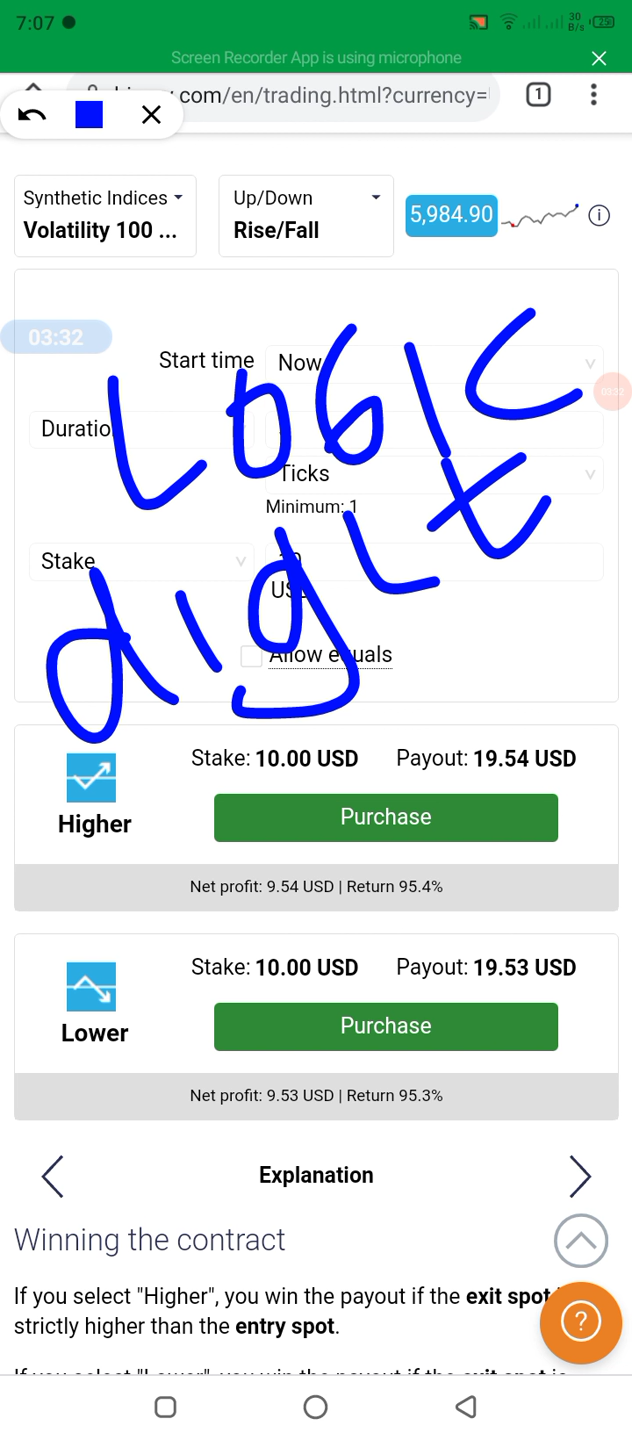 7:07
30
B/s
25
Screen Recorder App is using microphone
.com/en/trading.html?currency=
1
Synthetic Indices
Volatility 100 ...
Up/Down
Rise/Fall
5,984.90
03:32
Start time
Now
03:32
LOGIC
Duratio
Ticks
Minimum: 1
digit
Stake
Allow equals
Higher
Stake: 10.00 USD
Payout: 19.54 USD
Purchase
Net profit: 9.54 USD | Return 95.4%
Lower
Stake: 10.00 USD
Payout: 19.53 USD
Purchase
Net profit: 9.53 USD | Return 95.3%
Explanation
Winning the contract
If you select "Higher", you win the payout if the exit spot
strictly higher than the entry spot.